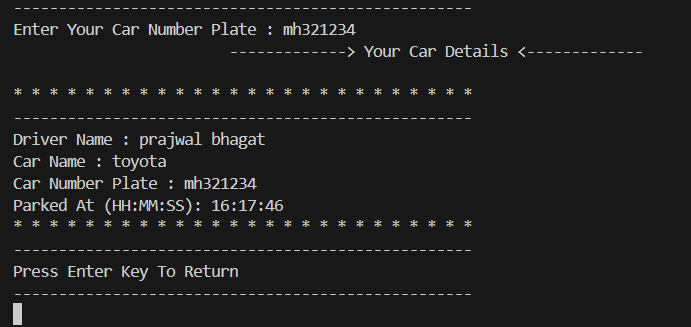 ---------------------------------------------------
Enter Your Car Number Plate : mh321234
-------------> Your Car Details <-------------
* * * * * * * * * * * * * * * * * * * * * * * * * *
---------------------------------------------------
Driver Name : prajwal bhagat
Car Name : toyota
Car Number Plate : mh321234
Parked At (HH:MM:SS): 16:17:46
* * * * * * * * * * * * * * * * * * * * * * * * * *
---------------------------------------------------
Press Enter Key To Return
---------------------------------------------------